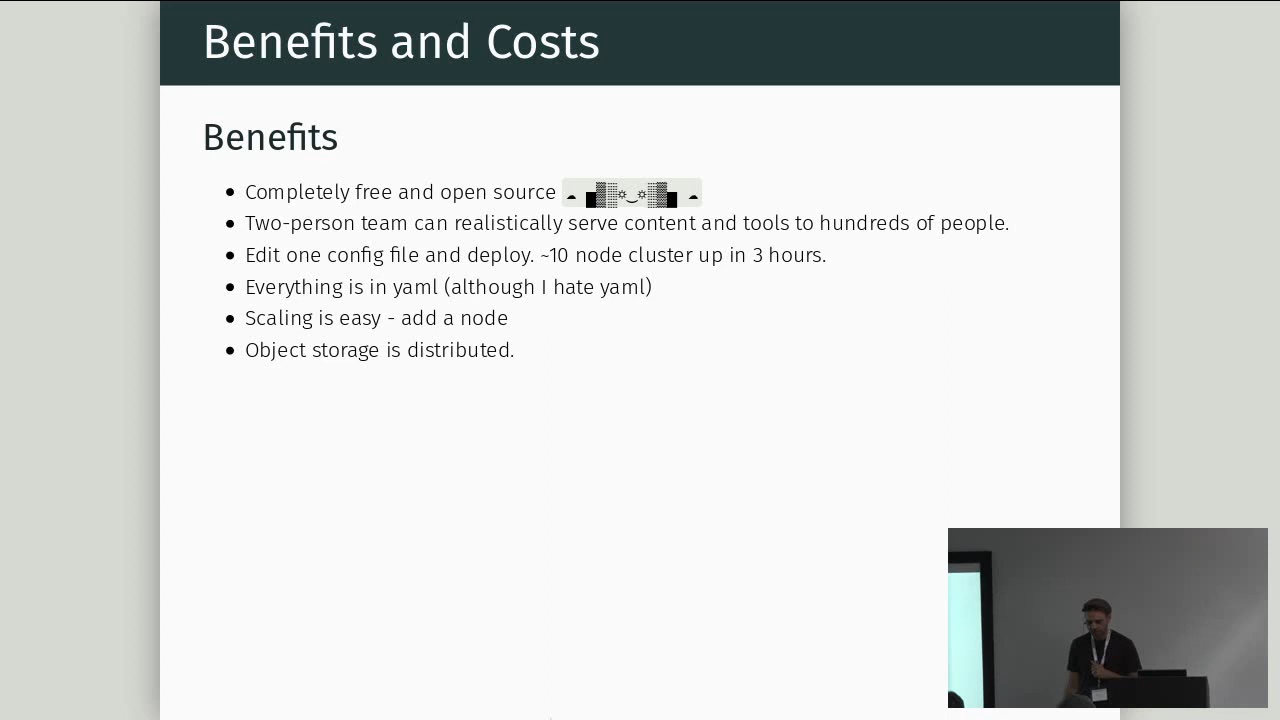 Benefits and Costs
Benefits
• Completely free and open source ☁ ▄▓▒☼‿☼▒▓▄ ☁
• Two-person team can realistically serve content and tools to hundreds of people.
• Edit one config file and deploy. ~10 node cluster up in 3 hours.
• Everything is in yaml (although I hate yaml)
• Scaling is easy - add a node
• Object storage is distributed.